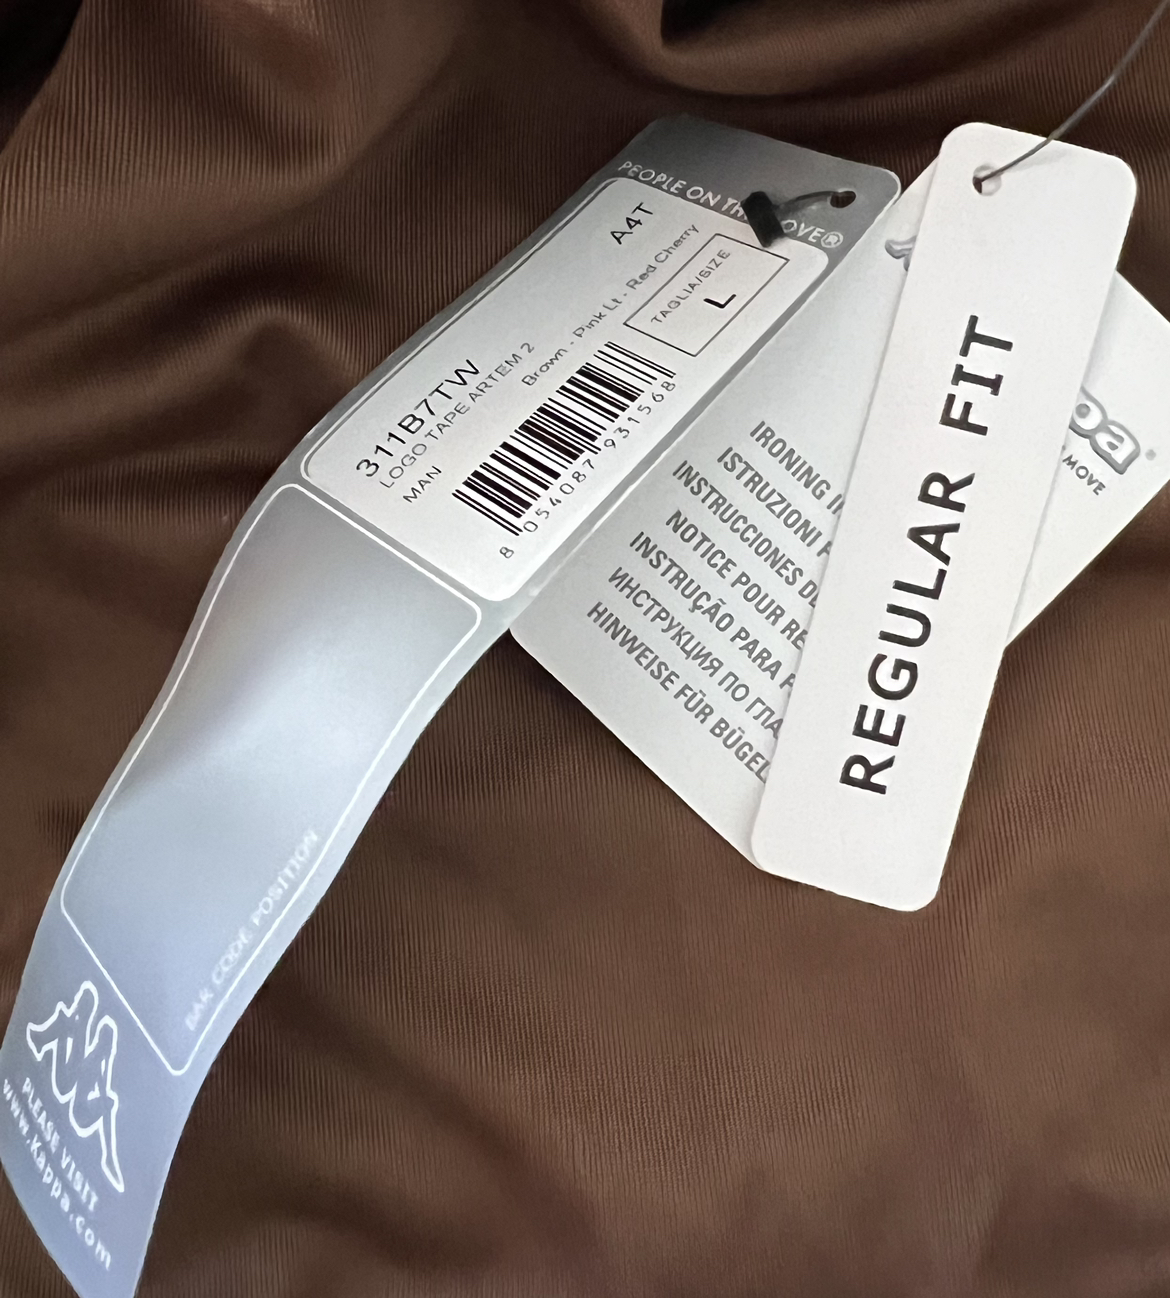 PEOPLE ON THE MOVE®
A4T
Brown - Pink Lt - Red Cherry
TAGLIA/SIZE
L
311B7TW
LOGO TAPE ARTEM 2
MAN
8 054087 931568
BAR CODE POSITION
PLEASE VISIT
www.Kappa.com
IRONING
ISTRUZIONI
INSTRUCCIONES
NOTICE POUR
INSTRUÇÃO PARA
ИНСТРУКЦИЯ ПО
HINWEISE FÜR
MOVE
REGULAR FIT